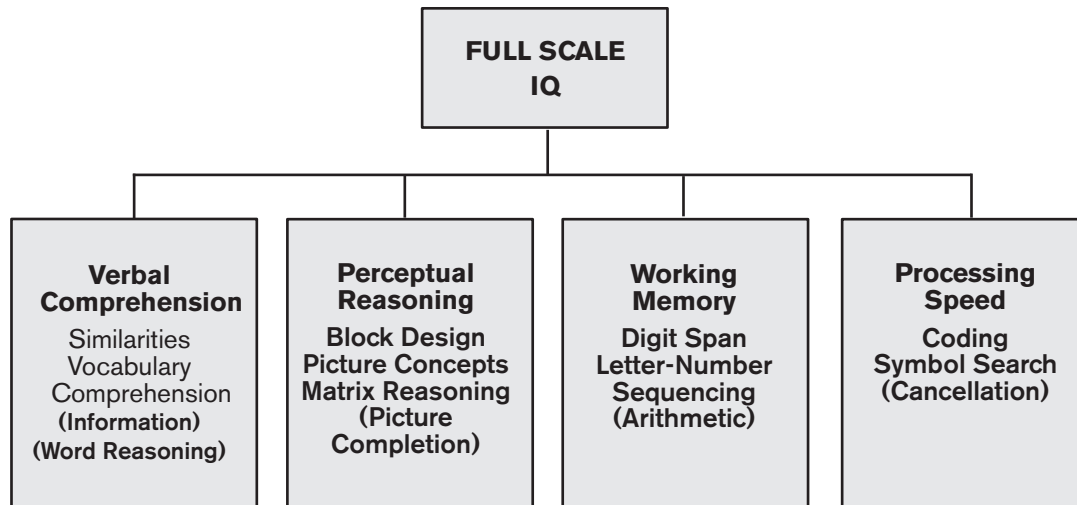 FULL SCALE
IQ
Verbal
Comprehension
Similarities
Vocabulary
Comprehension
(Information)
(Word Reasoning)
Perceptual
Reasoning
Block Design
Picture Concepts
Matrix Reasoning
(Picture
Completion)
Working
Memory
Digit Span
Letter-Number
Sequencing
(Arithmetic)
Processing
Speed
Coding
Symbol Search
(Cancellation)